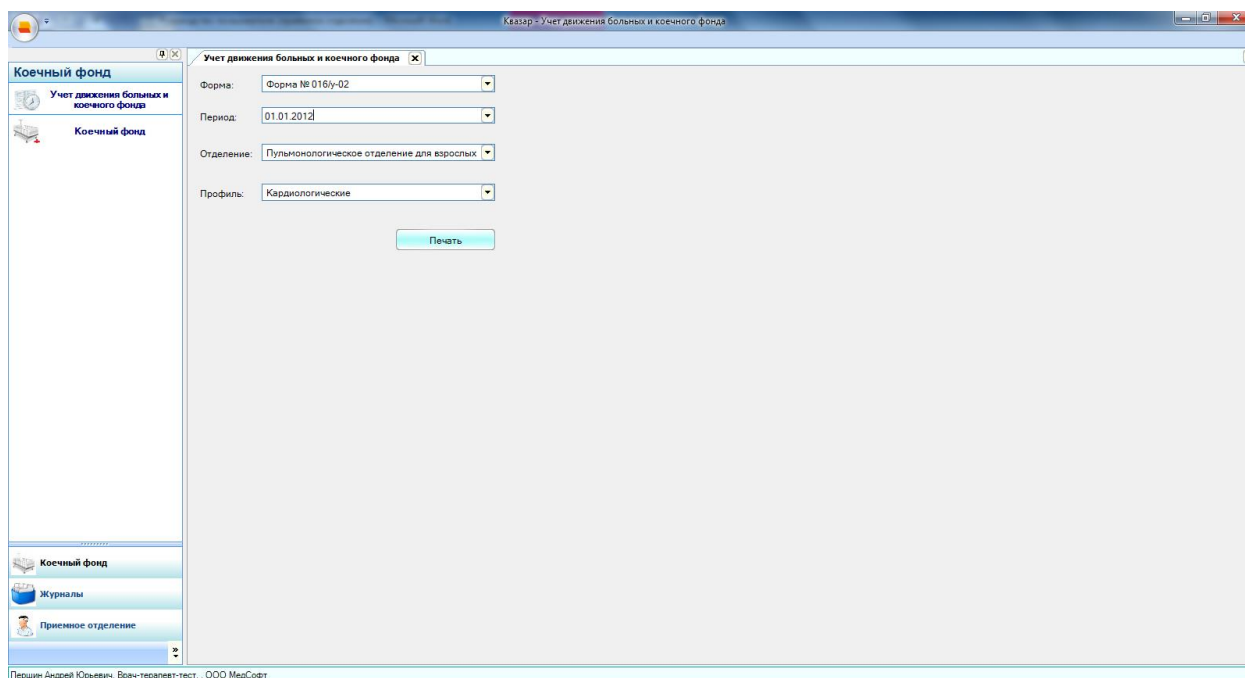 Квазар - Учет движения больных и коечного фонда
Коечный фонд
Учет движения больных и
коечного фонда
Коечный фонд
Учет движения больных и коечного фонда
Форма: Форма № 016/у-02
Период: 01.01.2012
Отделение: Пульмонологическое отделение для взрослых
Профиль: Кардиологические
Печать
Коечный фонд
Журналы
Приемное отделение
Першин Андрей Юрьевич, Врач-терапевт-тест, , ООО МедСофт